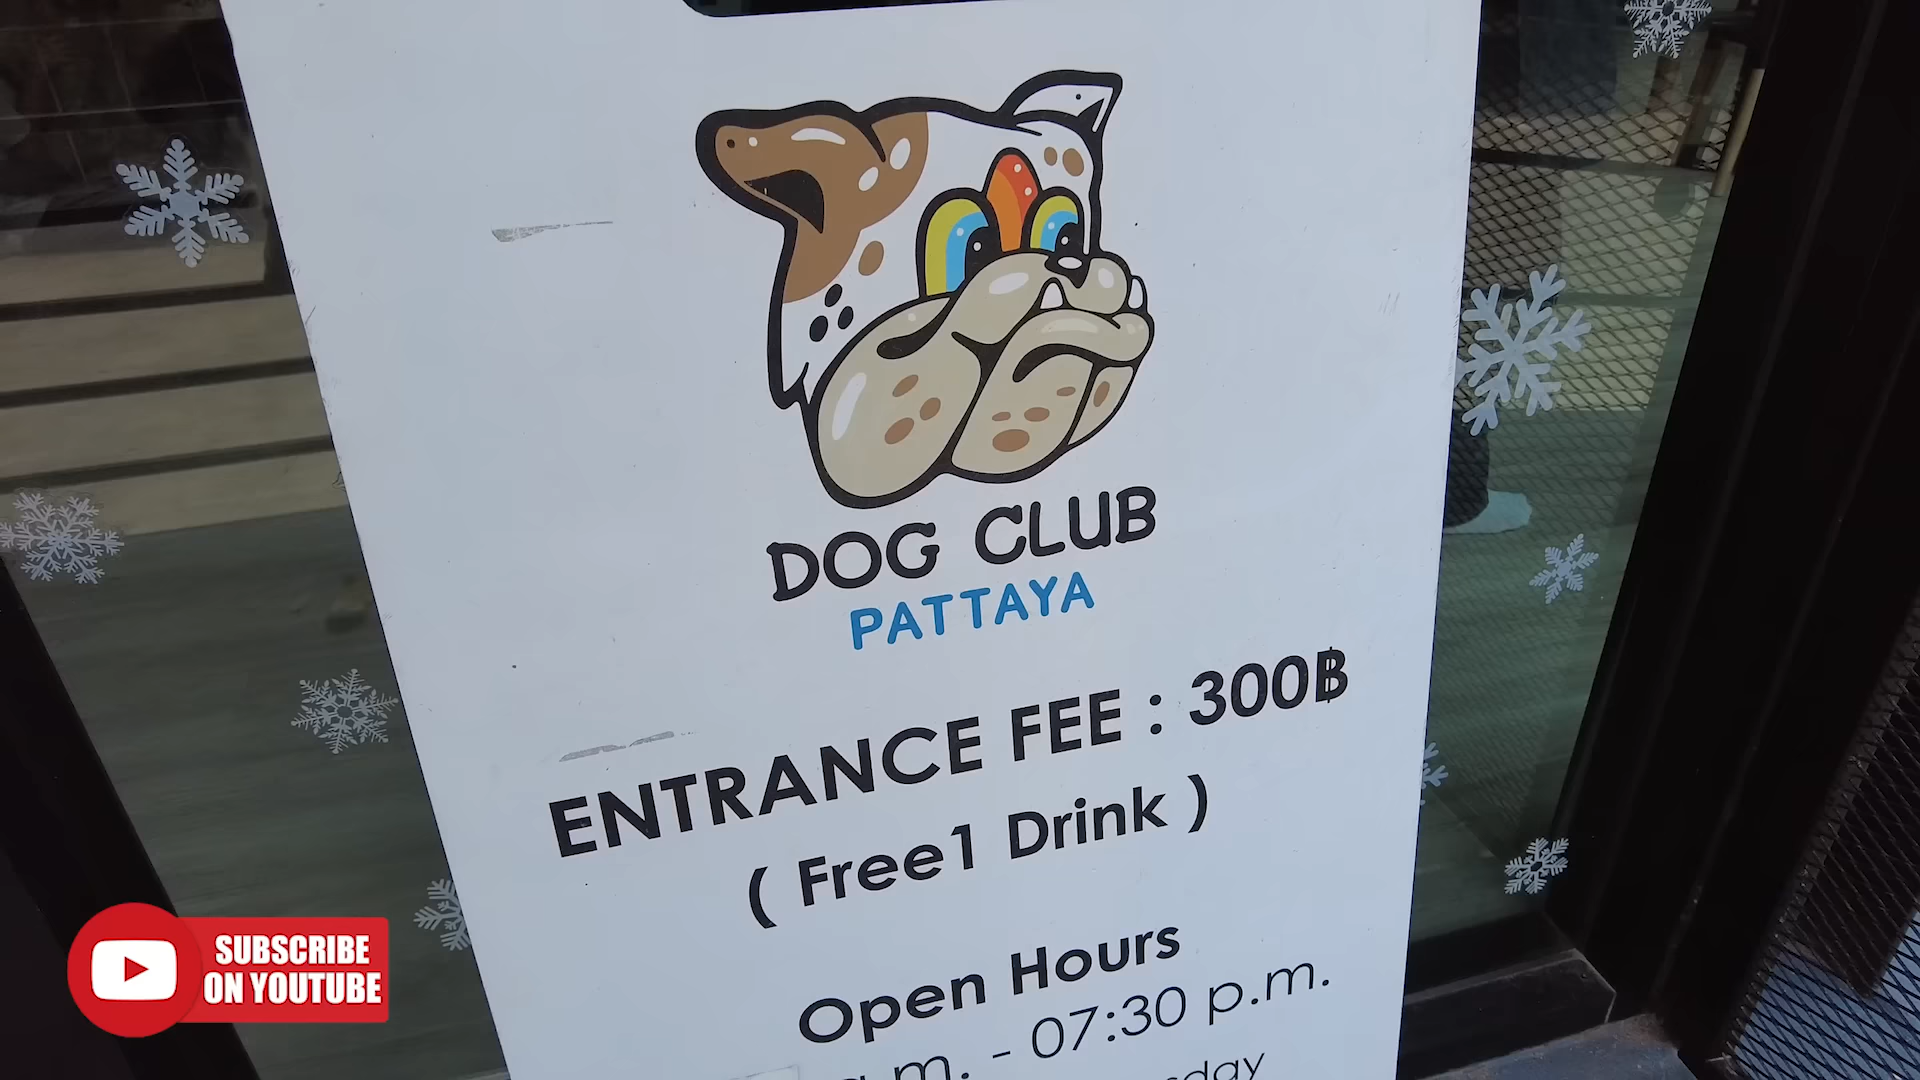 DOG CLUB
PATTAYA
ENTRANCE FEE : 300฿
( Free1 Drink )
Open Hours
.m. - 07:30 p.m.
SUBSCRIBE
ON YOUTUBE